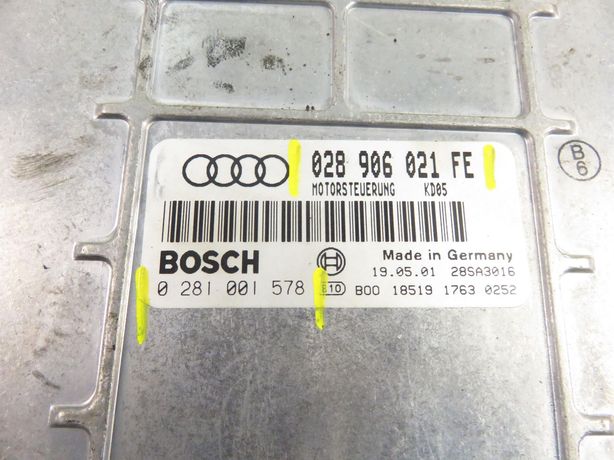 028 906 021 FE
MOTORSTEUERUNG KD05
BOSCH
Made in Germany
19.05.01 28SA3016
0 281 001 578
B00 18519 1763 0252
B
6